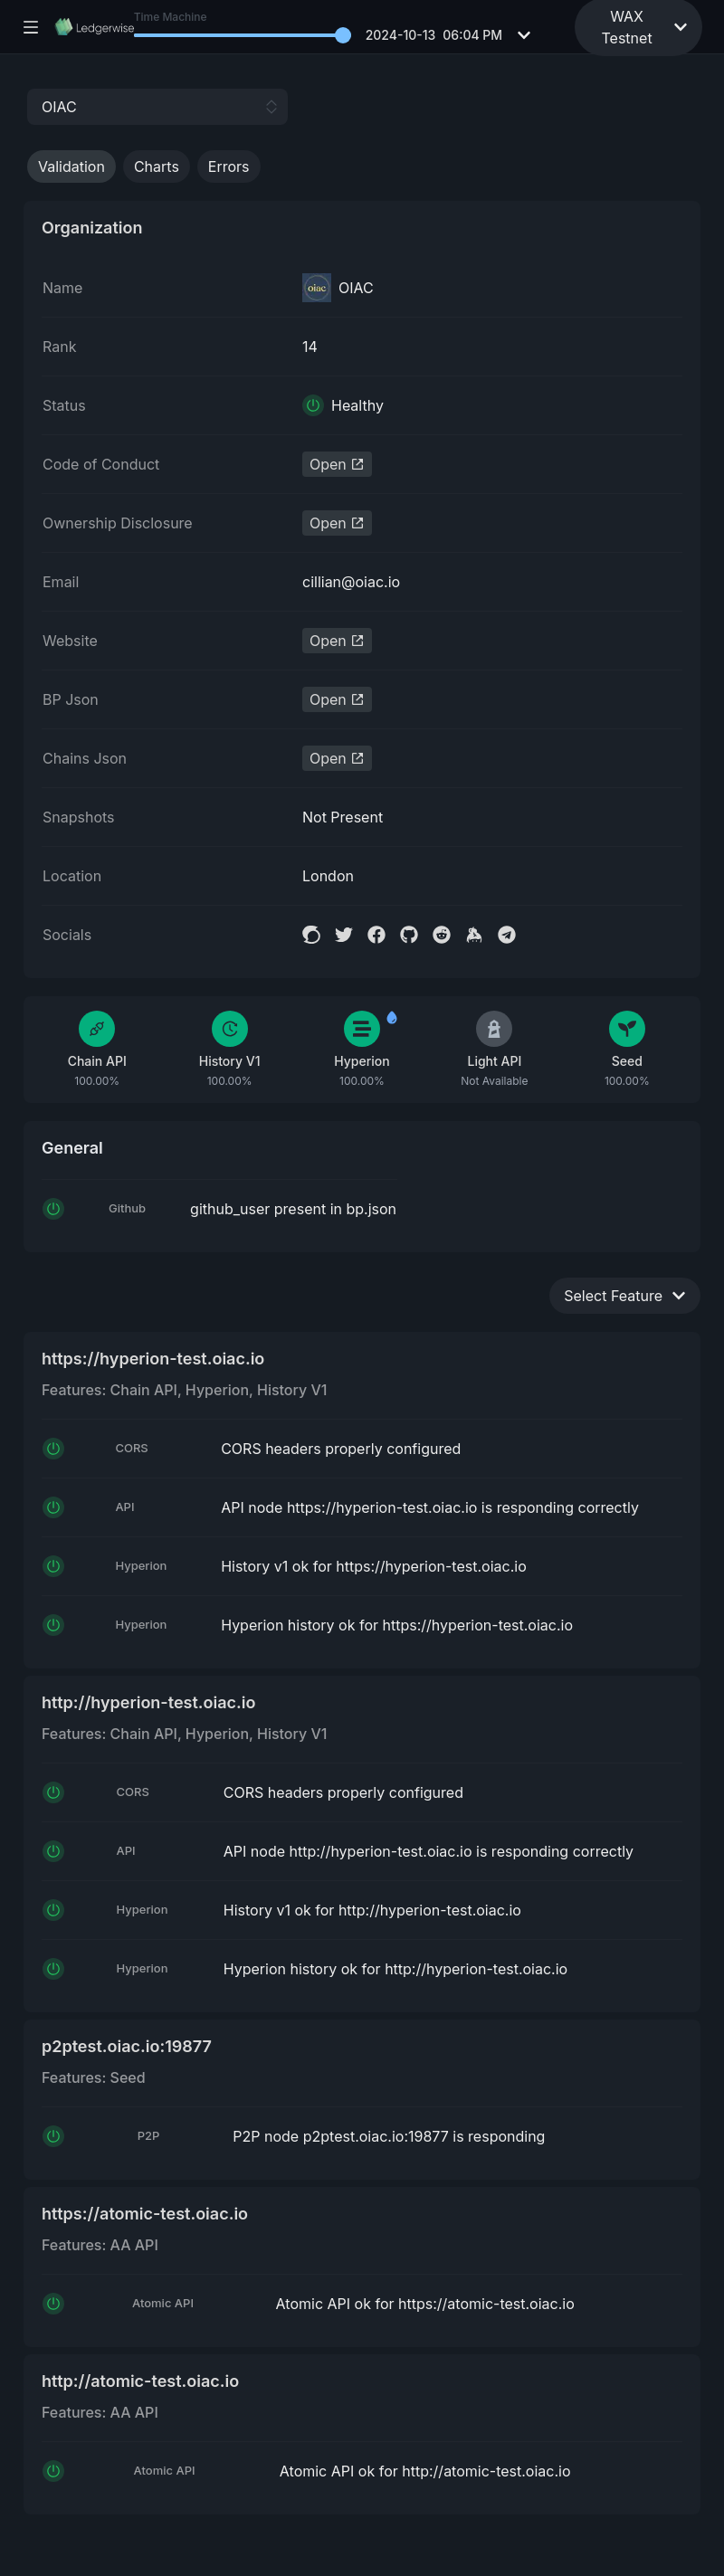 Time Machine
Ledgerwise
2024-10-13 06:04 PM
WAX
Testnet
OIAC
Validation Charts Errors
Organization
Name oiac OIAC
Rank 14
Status Healthy
Code of Conduct Open
Ownership Disclosure Open
Email cillian@oiac.io
Website Open
BP Json Open
Chains Json Open
Snapshots Not Present
Location London
Socials
Chain API History V1 Hyperion Light API Seed
100.00% 100.00% 100.00% Not Available 100.00%
General
Github github_user present in bp.json
Select Feature
https://hyperion-test.oiac.io
Features: Chain API, Hyperion, History V1
CORS CORS headers properly configured
API API node https://hyperion-test.oiac.io is responding correctly
Hyperion History v1 ok for https://hyperion-test.oiac.io
Hyperion Hyperion history ok for https://hyperion-test.oiac.io
http://hyperion-test.oiac.io
Features: Chain API, Hyperion, History V1
CORS CORS headers properly configured
API API node http://hyperion-test.oiac.io is responding correctly
Hyperion History v1 ok for http://hyperion-test.oiac.io
Hyperion Hyperion history ok for http://hyperion-test.oiac.io
p2ptest.oiac.io:19877
Features: Seed
P2P P2P node p2ptest.oiac.io:19877 is responding
https://atomic-test.oiac.io
Features: AA API
Atomic API Atomic API ok for https://atomic-test.oiac.io
http://atomic-test.oiac.io
Features: AA API
Atomic API Atomic API ok for http://atomic-test.oiac.io